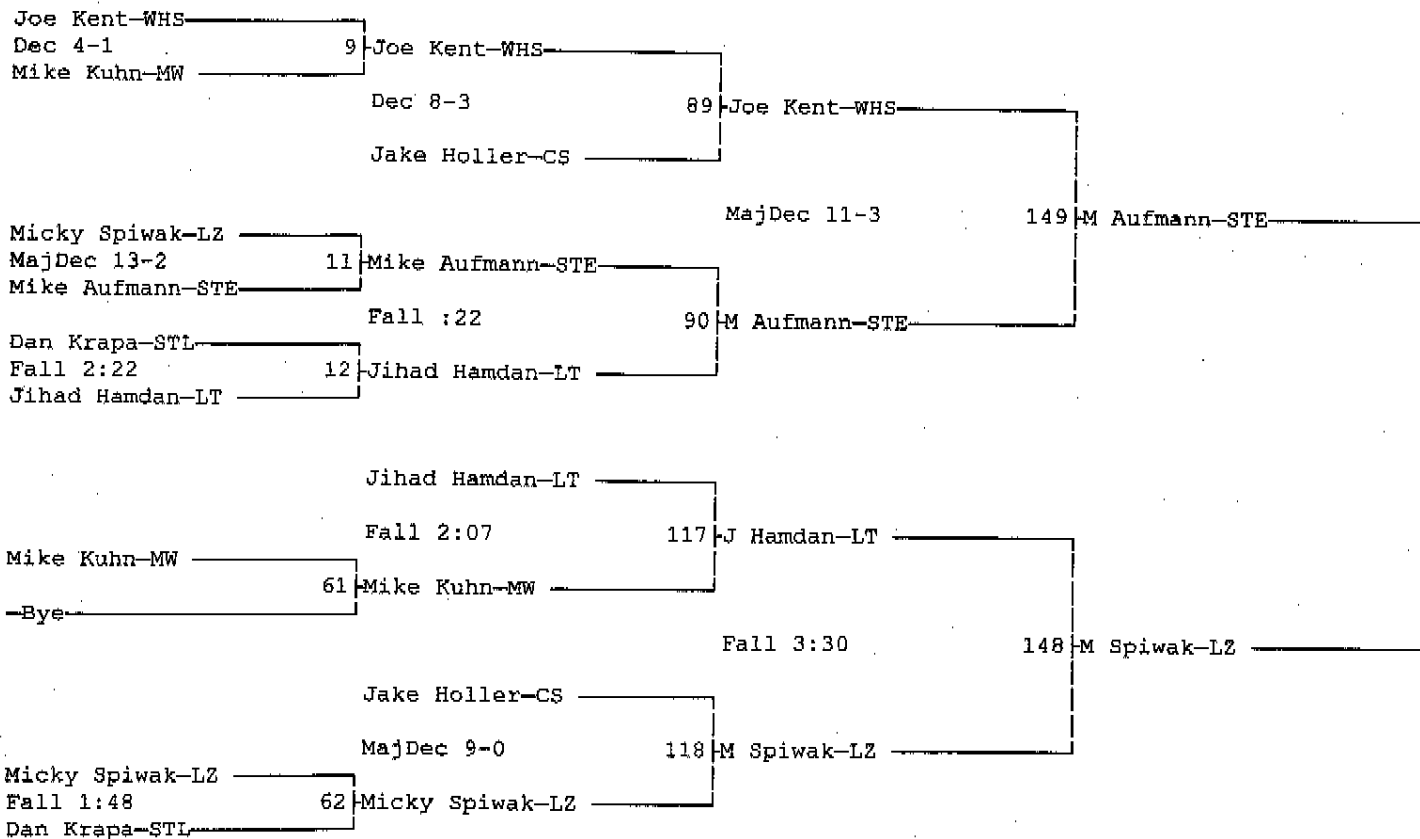 Joe Kent-WHS
Dec 4-1
9 Joe Kent-WHS
Mike Kuhn-MW
Dec 8-3
89 Joe Kent-WHS
Jake Holler-CS
MajDec 11-3
149 M Aufmann-STE
Micky Spiwak-LZ
MajDec 13-2
11 Mike Aufmann-STE
Mike Aufmann-STE
Fall :22
90 M Aufmann-STE
Dan Krapa-STL
Fall 2:22
12 Jihad Hamdan-LT
Jihad Hamdan-LT
Jihad Hamdan-LT
Fall 2:07
117 J Hamdan-LT
Mike Kuhn-MW
61 Mike Kuhn-MW
-Bye-
Fall 3:30
148 M Spiwak-LZ
Jake Holler-CS
MajDec 9-0
118 M Spiwak-LZ
Micky Spiwak-LZ
Fall 1:48
62 Micky Spiwak-LZ
Dan Krapa-STL